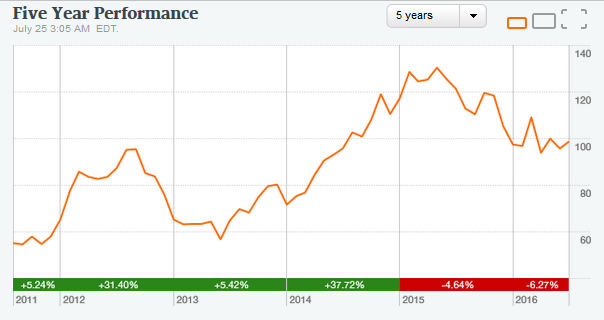 Five Year Performance
July 25 3:05 AM EDT.
5 years
140
120
100
80
60
+5.24% +31.40% +5.42% +37.72% -4.64% -6.27%
2011 2012 2013 2014 2015 2016